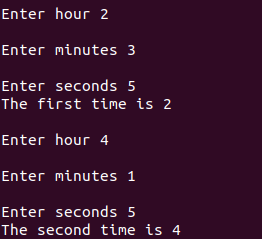 Enter hour 2
Enter minutes 3
Enter seconds 5
The first time is 2
Enter hour 4
Enter minutes 1
Enter seconds 5
The second time is 4